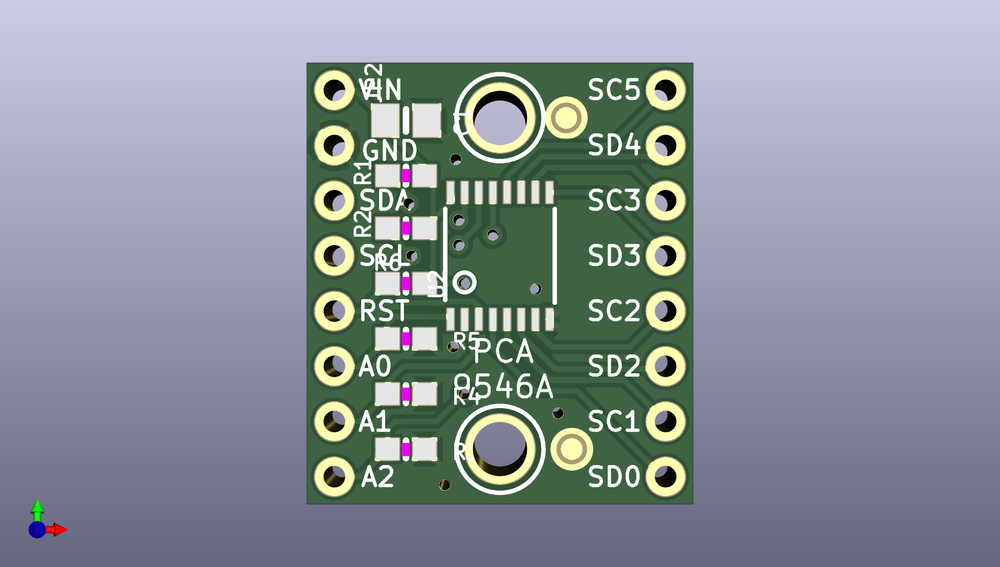 VIN
GND
SDA
SCL
RST
A0
A1
A2
R1
R2
R6
C1
U2
R5
R4
PCA
9546A
SC5
SD4
SC3
SD3
SC2
SD2
SC1
SD0